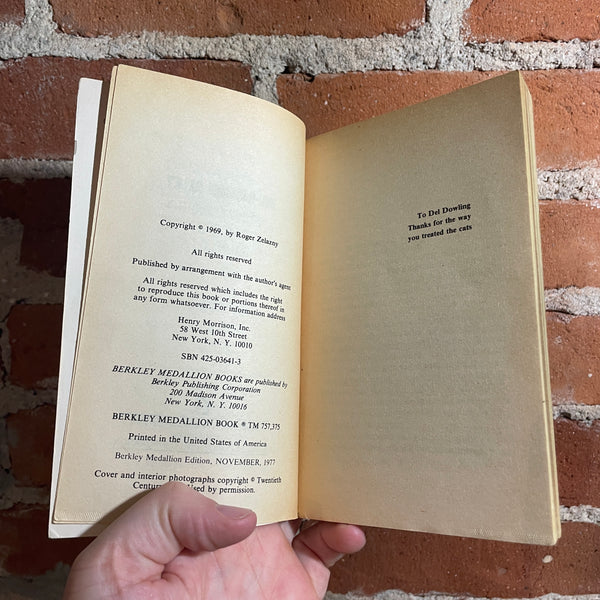 Copyright © 1969, by Roger Zelazny
All rights reserved
Published by arrangement with the author's agent
All rights reserved which includes the right
to reproduce this book or portions thereof in
any form whatsoever. For information address
Henry Morrison, Inc.
58 West 10th Street
New York, N. Y. 10010
SBN 425-03641-3
BERKLEY MEDALLION BOOKS are published by
Berkley Publishing Corporation
200 Madison Avenue
New York, N. Y. 10016
BERKLEY MEDALLION BOOK ® TM 757,375
Printed in the United States of America
Berkley Medallion Edition, NOVEMBER, 1977
Cover and interior photographs copyright © Twentieth
Century Used by permission.
To Del Dowling
Thanks for the way
you treated the cats